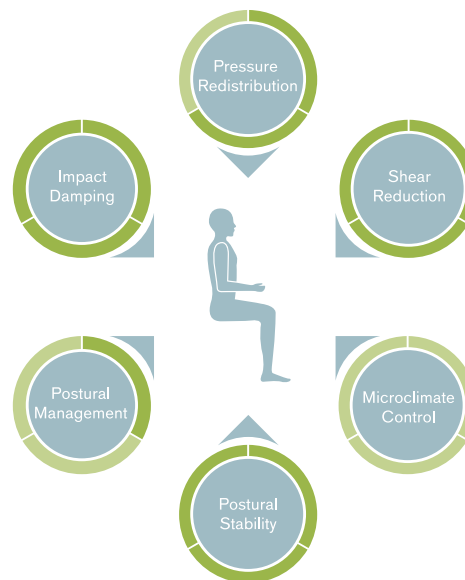 Pressure
Redistribution
Impact
Damping
Shear
Reduction
Postural
Management
Microclimate
Control
Postural
Stability